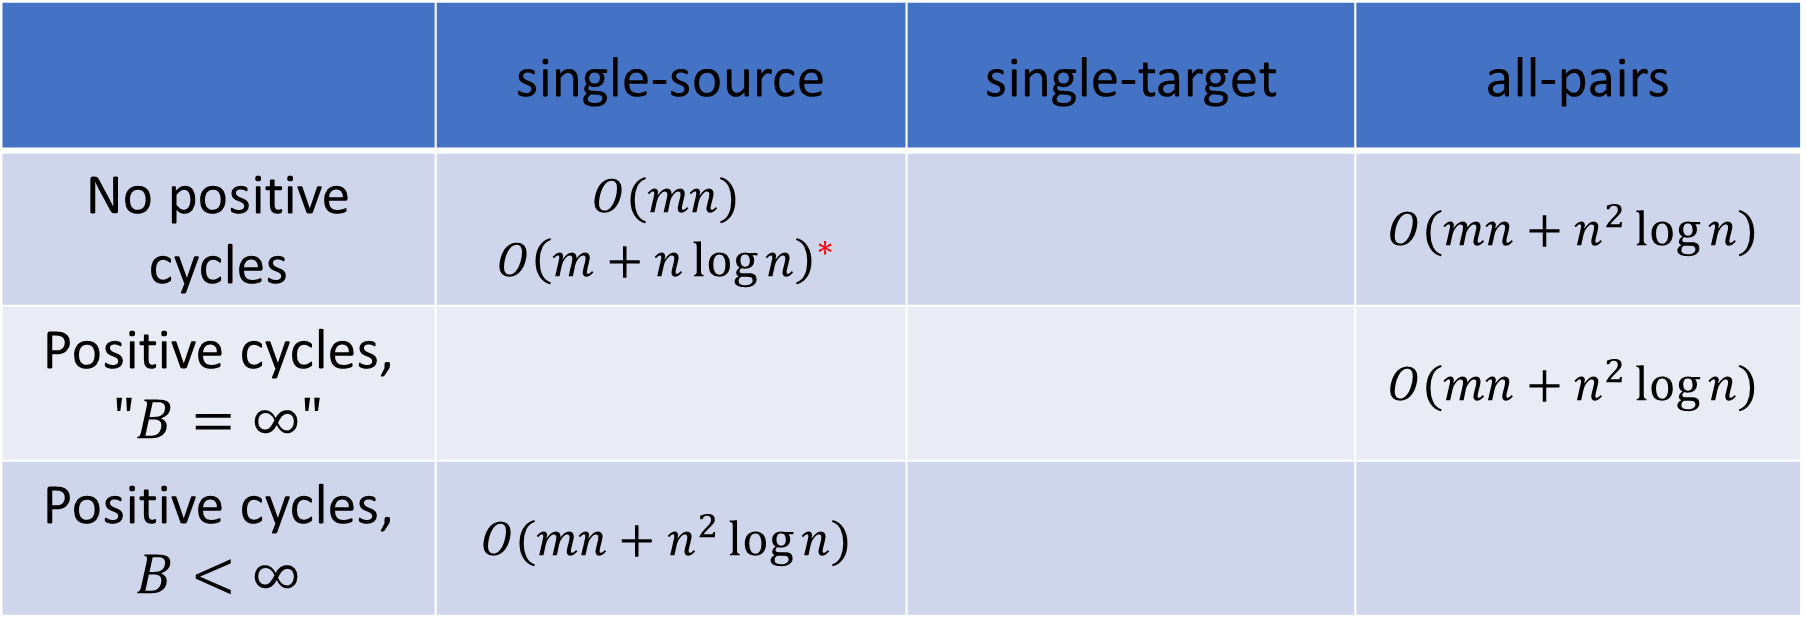 single-source single-target all-pairs
No positive
cycles
O(mn)
O(m + n log n)*
O(mn + n² log n)
Positive cycles,
"B = ∞"
O(mn + n² log n)
Positive cycles,
B < ∞
O(mn + n² log n)